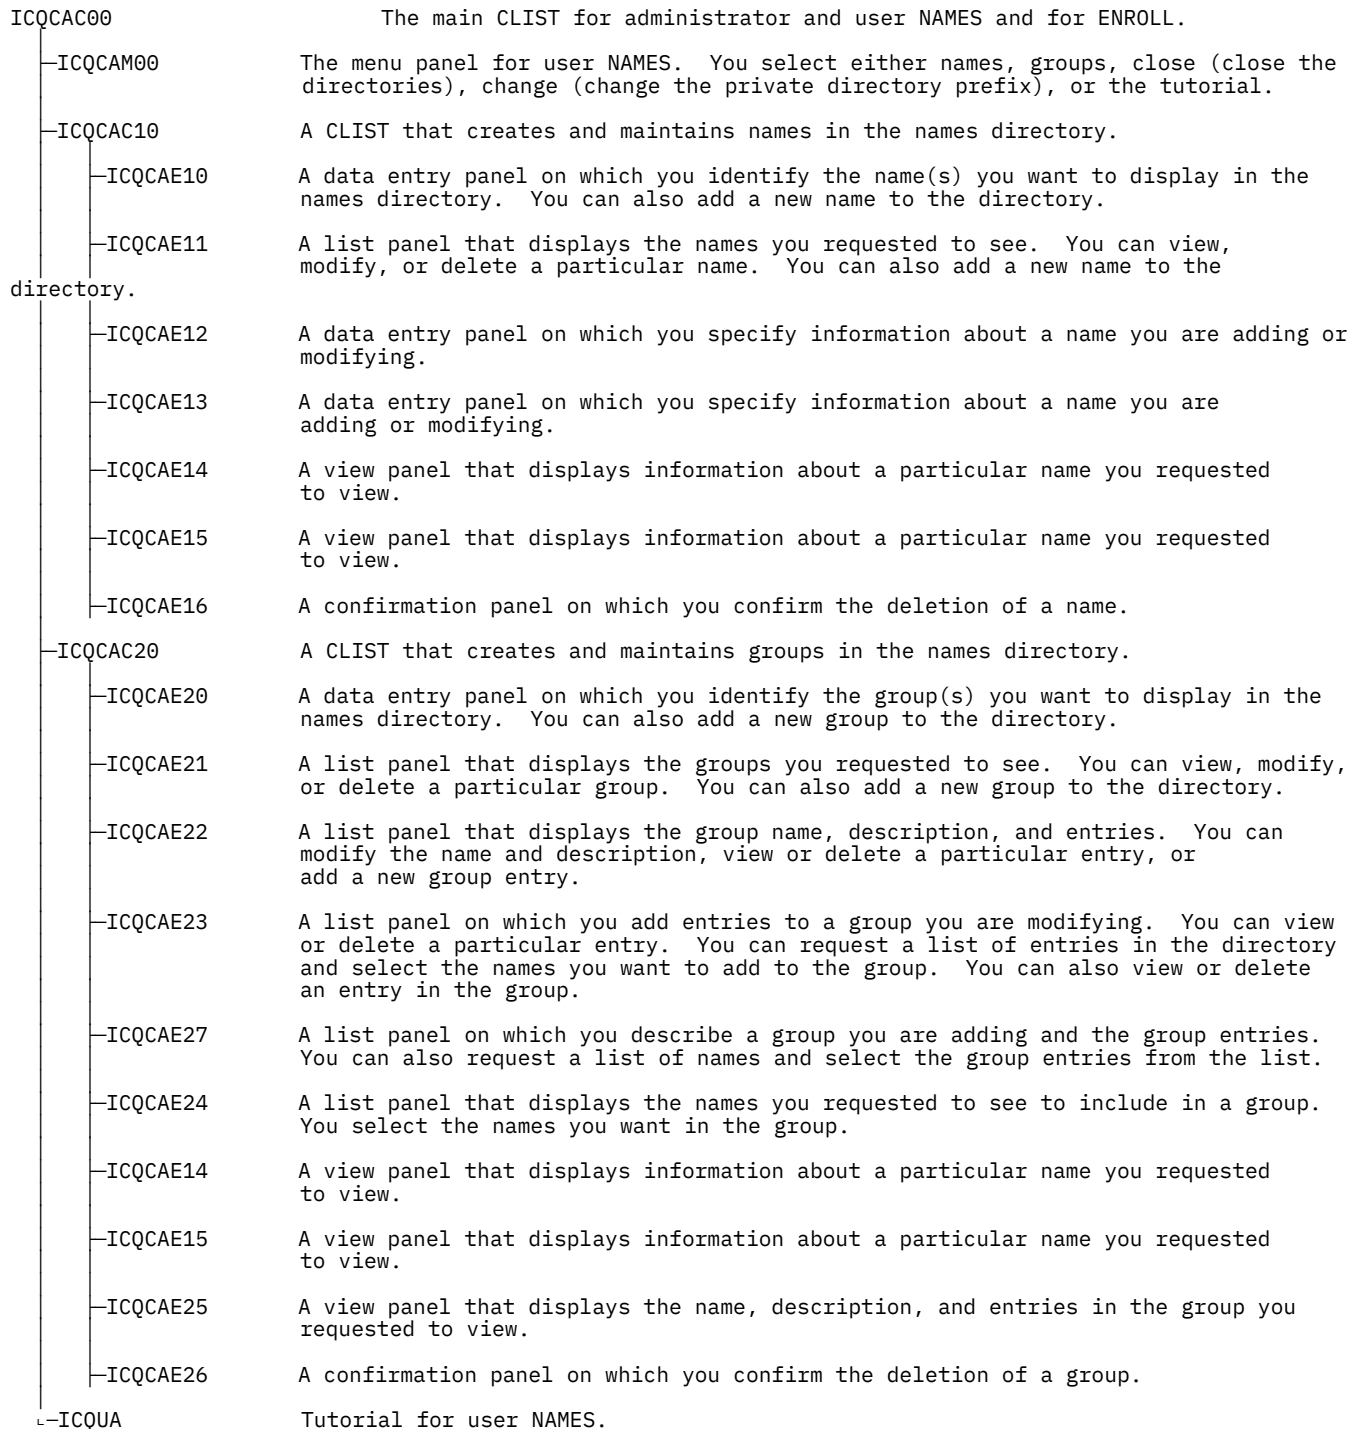 ICQCAC00 The main CLIST for administrator and user NAMES and for ENROLL.
ICQCAM00 The menu panel for user NAMES. You select either names, groups, close (close the
directories), change (change the private directory prefix), or the tutorial.
ICQCAC10 A CLIST that creates and maintains names in the names directory.
ICQCAE10 A data entry panel on which you identify the name(s) you want to display in the
names directory. You can also add a new name to the directory.
ICQCAE11 A list panel that displays the names you requested to see. You can view,
modify, or delete a particular name. You can also add a new name to the
directory.
ICQCAE12 A data entry panel on which you specify information about a name you are adding or
modifying.
ICQCAE13 A data entry panel on which you specify information about a name you are
adding or modifying.
ICQCAE14 A view panel that displays information about a particular name you requested
to view.
ICQCAE15 A view panel that displays information about a particular name you requested
to view.
ICQCAE16 A confirmation panel on which you confirm the deletion of a name.
ICQCAC20 A CLIST that creates and maintains groups in the names directory.
ICQCAE20 A data entry panel on which you identify the group(s) you want to display in the
names directory. You can also add a new group to the directory.
ICQCAE21 A list panel that displays the groups you requested to see. You can view, modify,
or delete a particular group. You can also add a new group to the directory.
ICQCAE22 A list panel that displays the group name, description, and entries. You can
modify the name and description, view or delete a particular entry, or
add a new group entry.
ICQCAE23 A list panel on which you add entries to a group you are modifying. You can view
or delete a particular entry. You can request a list of entries in the directory
and select the names you want to add to the group. You can also view or delete
an entry in the group.
ICQCAE27 A list panel on which you describe a group you are adding and the group entries.
You can also request a list of names and select the group entries from the list.
ICQCAE24 A list panel that displays the names you requested to see to include in a group.
You select the names you want in the group.
ICQCAE14 A view panel that displays information about a particular name you requested
to view.
ICQCAE15 A view panel that displays information about a particular name you requested
to view.
ICQCAE25 A view panel that displays the name, description, and entries in the group you
requested to view.
ICQCAE26 A confirmation panel on which you confirm the deletion of a group.
ICQUA Tutorial for user NAMES.